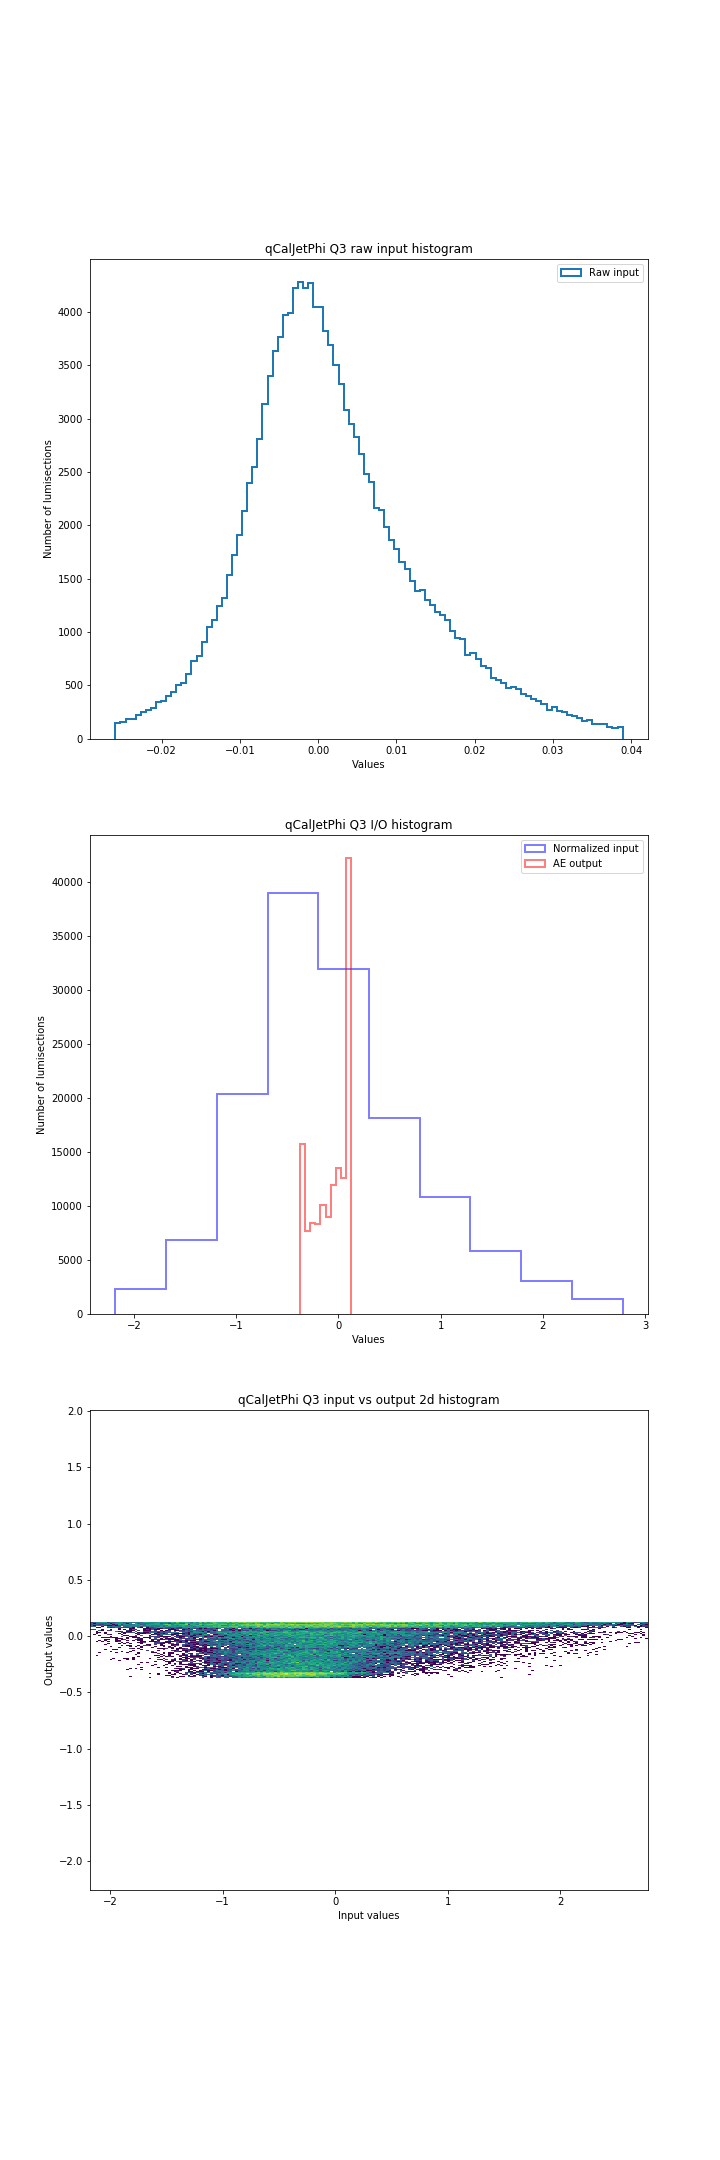 qCalJetPhi Q3 raw input histogram
Raw input
4000
3500
3000
2500
2000
1500
1000
500
0
Number of lumisections
−0.02 −0.01 0.00 0.01 0.02 0.03 0.04
Values
qCalJetPhi Q3 I/O histogram
Normalized input
AE output
40000
35000
30000
25000
20000
15000
10000
5000
0
Number of lumisections
−2 −1 0 1 2 3
Values
qCalJetPhi Q3 input vs output 2d histogram
2.0
1.5
1.0
0.5
0.0
−0.5
−1.0
−1.5
−2.0
Output values
−2 −1 0 1 2
Input values